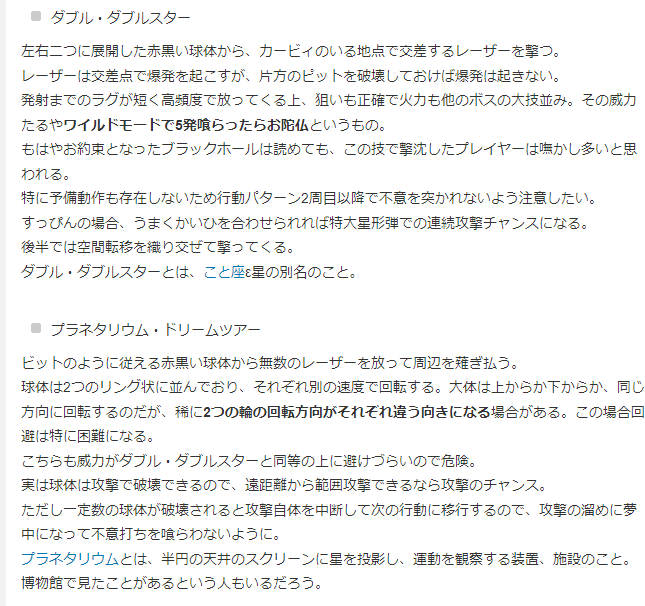 ダブル・ダブルスター
左右二つに展開した赤黒い球体から、カービィのいる地点で交差するレーザーを撃つ。
レーザーは交差点で爆発を起こすが、片方のビットを破壊しておけば爆発は起きない。
発射までのラグが短く高頻度で放ってくる上、狙いも正確で火力も他のボスの大技並み。その威力
たるやワイルドモードで5発喰らったらお陀仏というもの。
もはやお約束となったブラックホールは読めても、この技で撃沈したプレイヤーは嘸かし多いと思
われる。
特に予備動作も存在しないため行動パターン2周目以降で不意を突かれないよう注意したい。
すっぴんの場合、うまくかいひを合わせられれば特大星形弾での連続攻撃チャンスになる。
後半では空間転移を織り交ぜて撃ってくる。
ダブル・ダブルスターとは、こと座ε星の別名のこと。
プラネタリウム・ドリームツアー
ビットのように従える赤黒い球体から無数のレーザーを放って周辺を薙ぎ払う。
球体は2つのリング状に並んでおり、それぞれ別の速度で回転する。大体は上からか下からか、同じ
方向に回転するのだが、稀に2つの輪の回転方向がそれぞれ違う向きになる場合がある。この場合回
避は特に困難になる。
こちらも威力がダブル・ダブルスターと同等の上に避けづらいので危険。
実は球体は攻撃で破壊できるので、遠距離から範囲攻撃できるなら攻撃のチャンス。
ただし一定数の球体が破壊されると攻撃自体を中断して次の行動に移行するので、攻撃の溜めに夢
中になって不意打ちを喰らわないように。
プラネタリウムとは、半円の天井のスクリーンに星を投影し、運動を観察する装置、施設のこと。
博物館で見たことがあるという人もいるだろう。